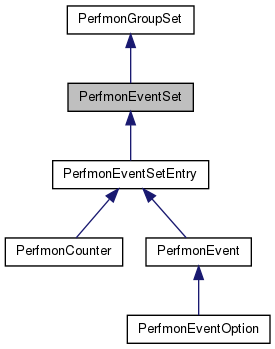 PerfmonGroupSet
PerfmonEventSet
PerfmonEventSetEntry
PerfmonCounter
PerfmonEvent
PerfmonEventOption